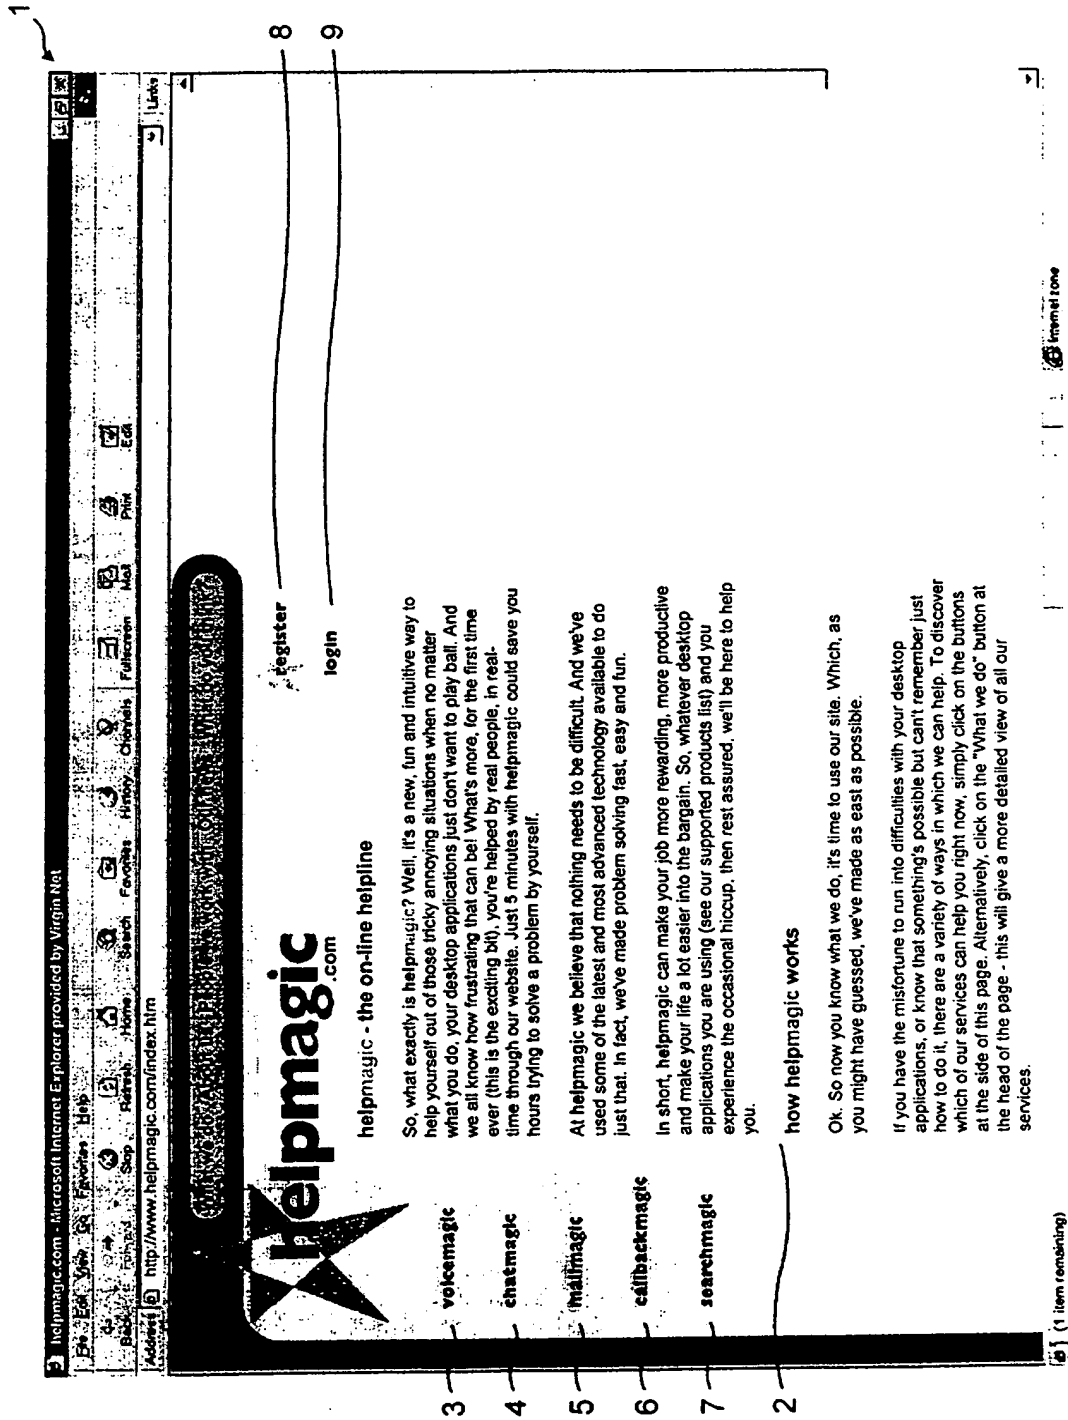 1
helpmagic.com - Microsoft Internet Explorer provided by Virgin Net
File Edit View Go Favorites Help
Back Forward Stop Refresh Home Search Favorites History Channels Fullscreen Mail Print Edit
Address http://www.helpmagic.com/index.htm Links
What we do / About us / Help / Give work with our friends / What do you think?
helpmagic
.com
register 8
login 9
helpmagic - the on-line helpline
So, what exactly is helpmagic? Well, it's a new, fun and intuitive way to
help yourself out of those tricky annoying situations when no matter
what you do, your desktop applications just don't want to play ball. And
we all know how frustrating that can be! What's more, for the first time
ever (this is the exciting bit), you're helped by real people, in real-
time through our website. Just 5 minutes with helpmagic could save you
hours trying to solve a problem by yourself.
3 voicemagic
4 chatmagic
5 mailmagic
6 callbackmagic
7 searchmagic
At helpmagic we believe that nothing needs to be difficult. And we've
used some of the latest and most advanced technology available to do
just that. In fact, we've made problem solving fast, easy and fun.
In short, helpmagic can make your job more rewarding, more productive
and make your life a lot easier into the bargain. So, whatever desktop
applications you are using (see our supported products list) and you
experience the occasional hiccup, then rest assured, we'll be here to help
you.
2 how helpmagic works
Ok. So now you know what we do, it's time to use our site. Which, as
you might have guessed, we've made as east as possible.
If you have the misfortune to run into difficulties with your desktop
applications, or know that something's possible but can't remember just
how to do it, there are a variety of ways in which we can help. To discover
which of our services can help you right now, simply click on the buttons
at the side of this page. Alternatively, click on the "What we do" button at
the head of the page - this will give a more detailed view of all our
services.
(1 item remaining) Internet zone